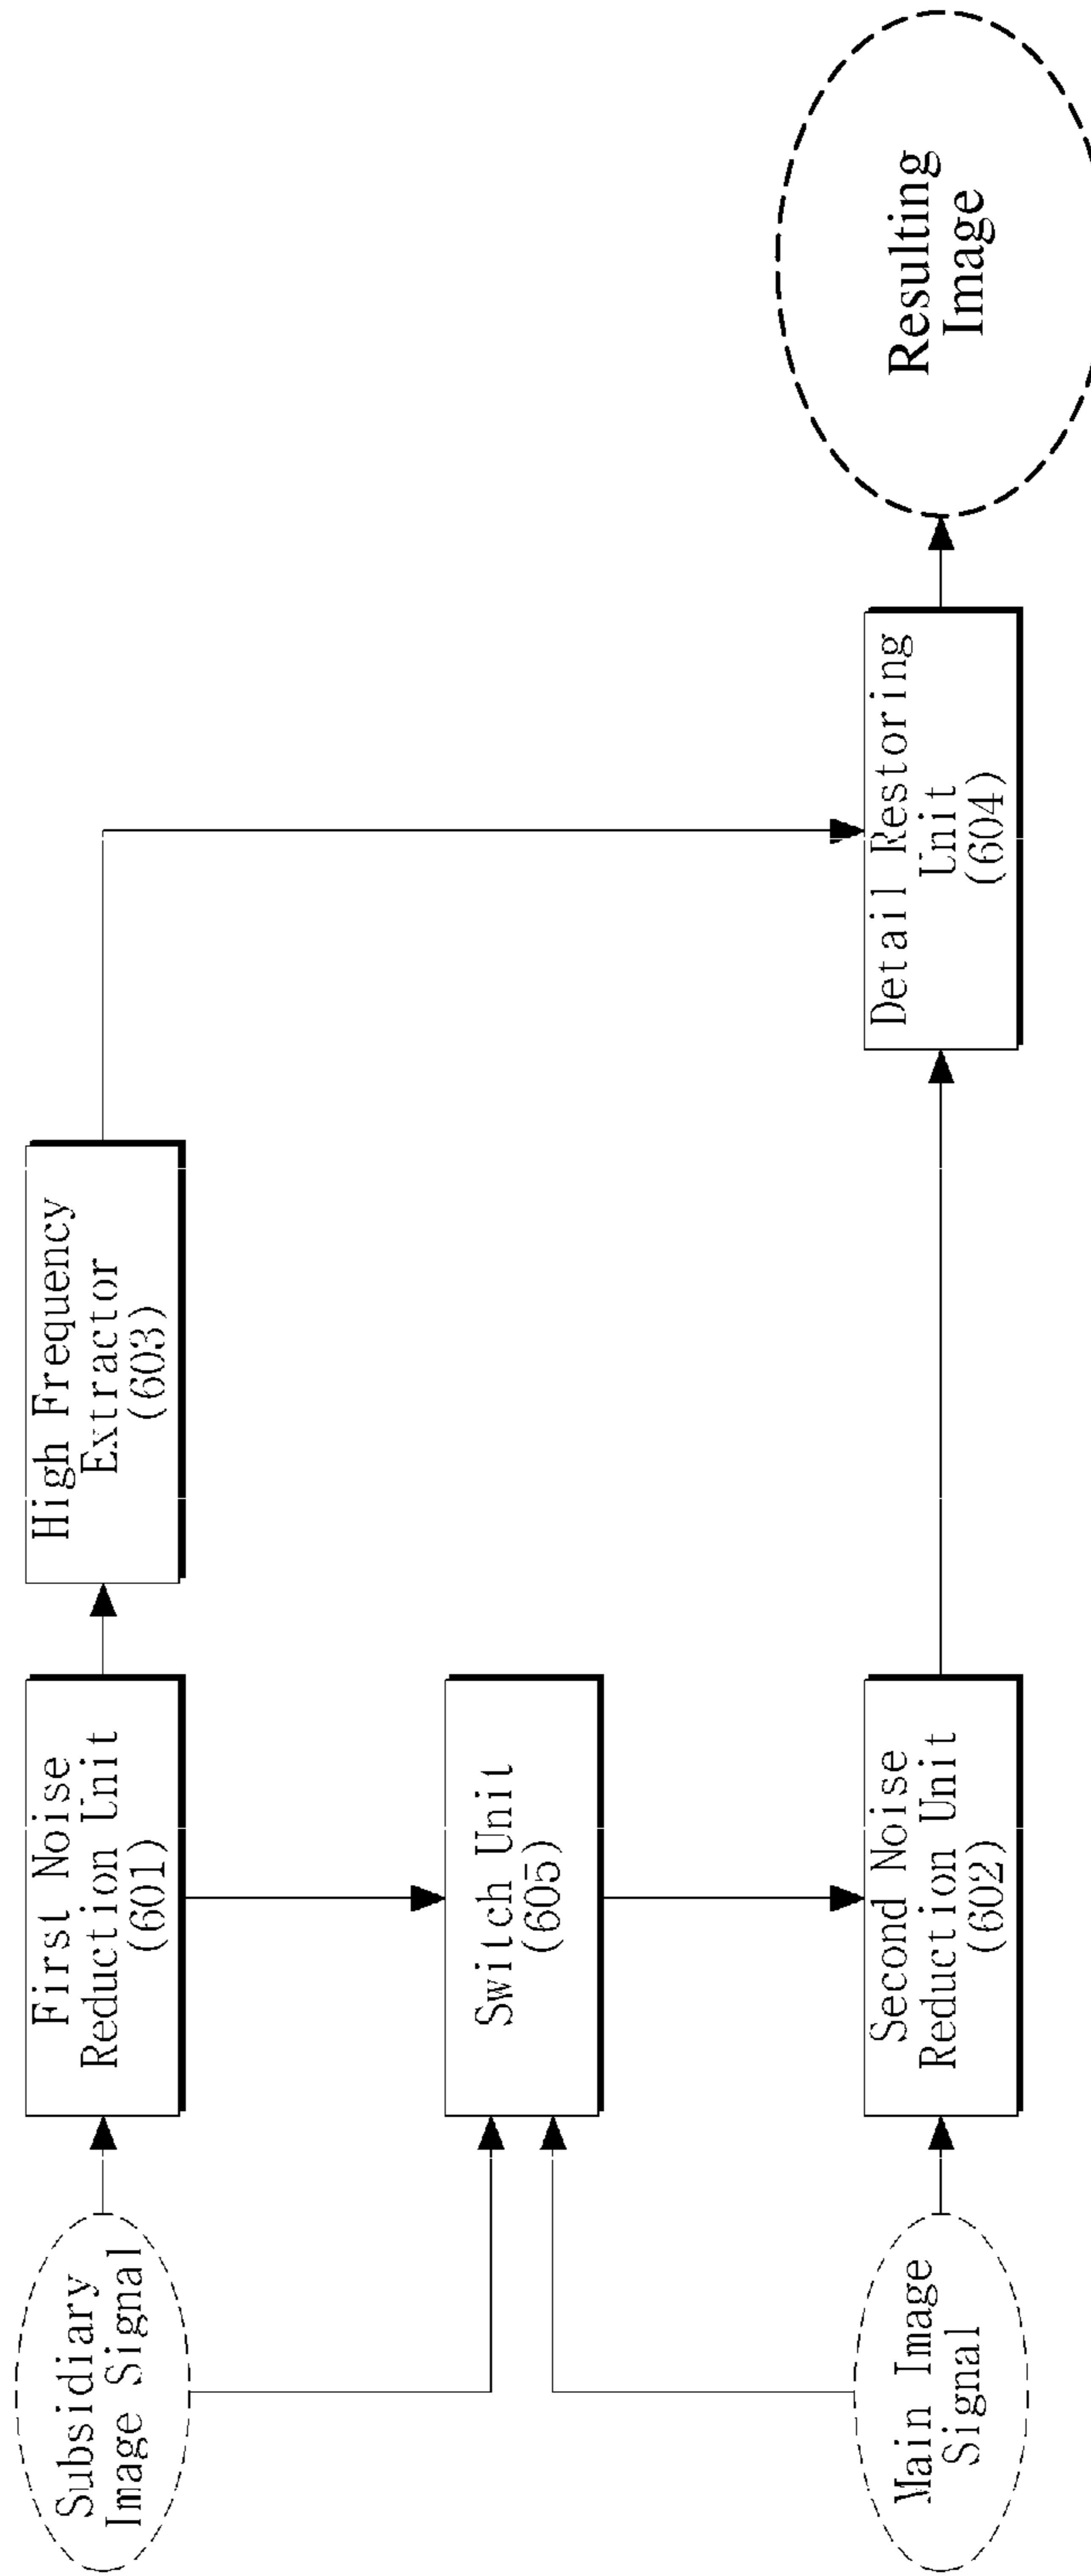 Subsidiary
Image Signal
First Noise
Reduction Unit
(601)
High Frequency
Extractor
(603)
Switch Unit
(605)
Main Image
Signal
Second Noise
Reduction Unit
(602)
Detail Restoring
Unit
(604)
Resulting
Image